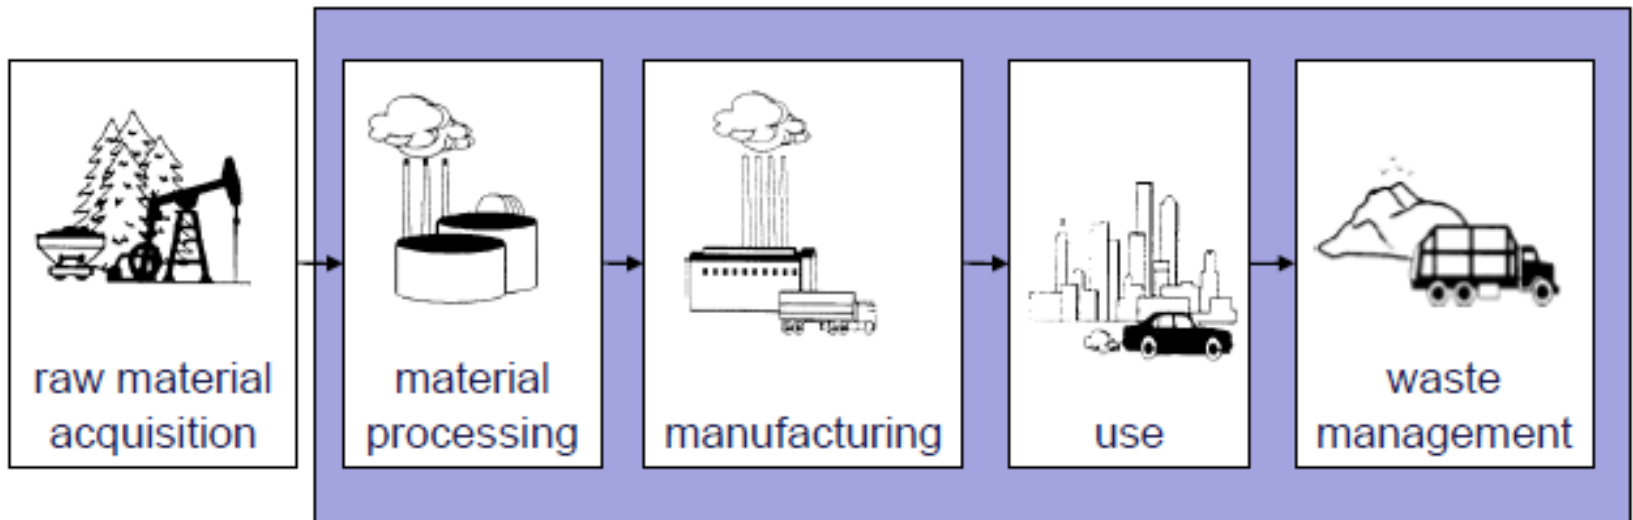 raw material
acquisition
material
processing
manufacturing
use
waste
management